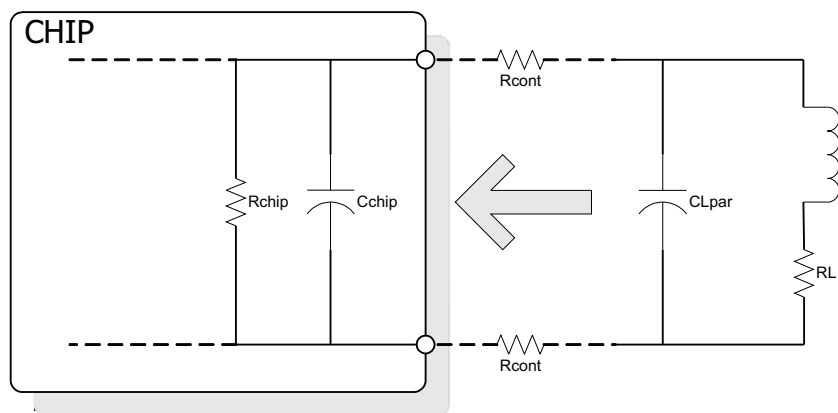 CHIP
Rcont
Rchip
Cchip
CLpar
RL
Rcont